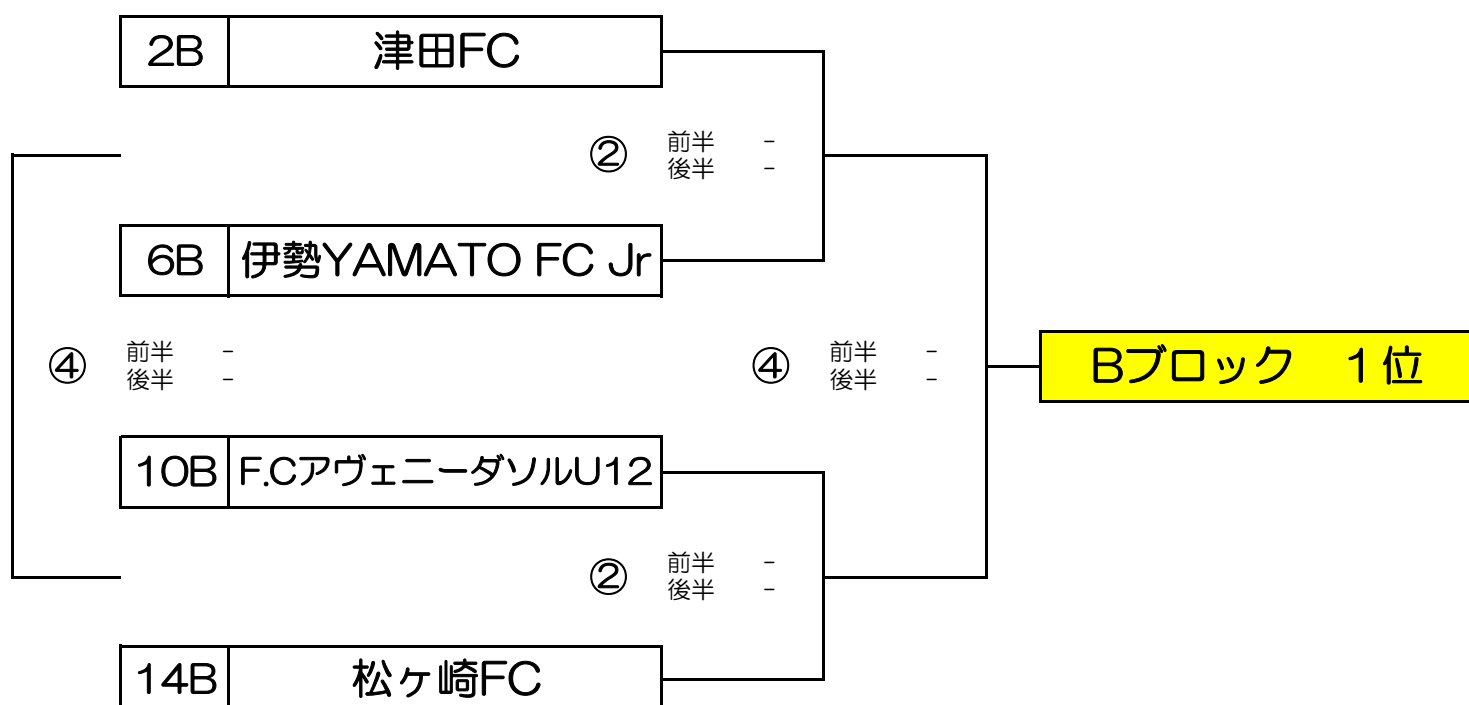 2B 津田FC
② 前半 -
後半 -
6B 伊勢YAMATO FC Jr
④ 前半 -
後半 -
④ 前半 -
後半 -
Bブロック　１位
10B F.CアヴェニーダソルU12
② 前半 -
後半 -
14B 松ヶ崎FC